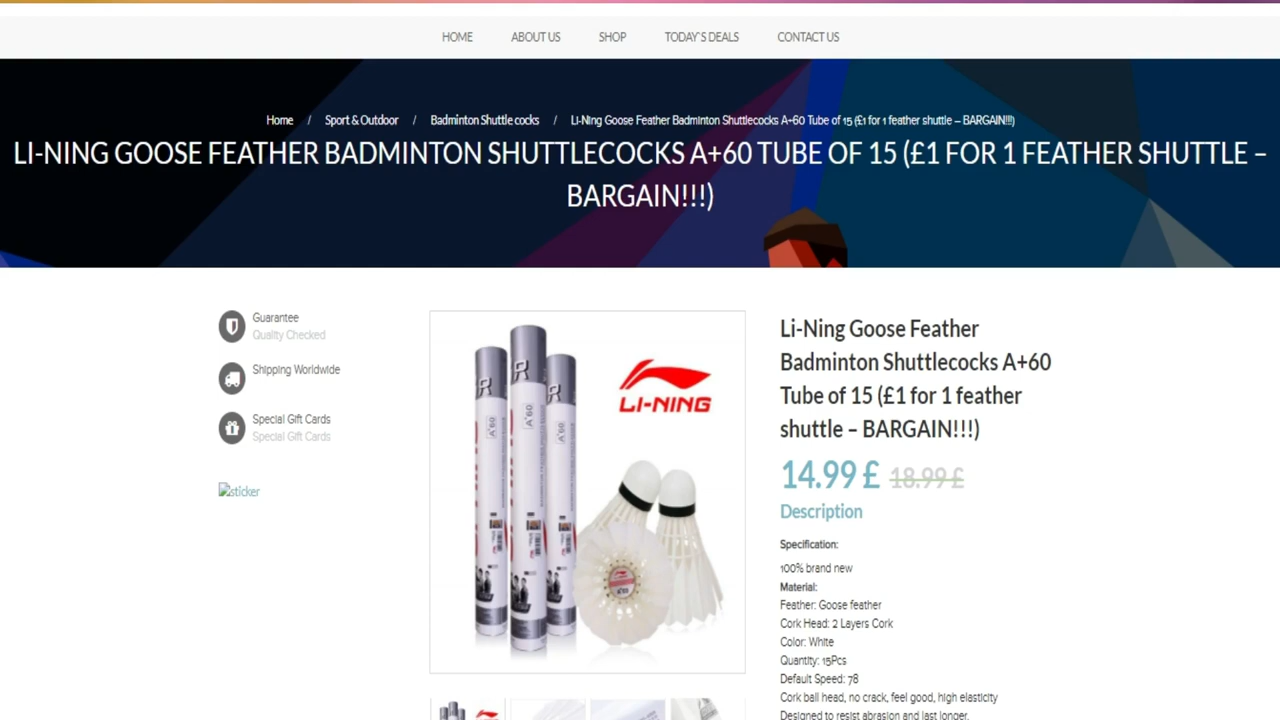 HOME ABOUT US SHOP TODAY'S DEALS CONTACT US
Home / Sport & Outdoor / Badminton Shuttle cocks / Li-Ning Goose Feather Badminton Shuttlecocks A+60 Tube of 15 (£1 for 1 feather shuttle – BARGAIN!!!)
LI-NING GOOSE FEATHER BADMINTON SHUTTLECOCKS A+60 TUBE OF 15 (£1 FOR 1 FEATHER SHUTTLE –
BARGAIN!!!)
Guarantee
Quality Checked
Shipping Worldwide
Special Gift Cards
Special Gift Cards
sticker
LI-NING
R
R
R
A+60
A+60
A+60
Li-Ning Goose Feather
Badminton Shuttlecocks A+60
Tube of 15 (£1 for 1 feather
shuttle – BARGAIN!!!)
14.99 £ 18.99 £
Description
Specification:
100% brand new
Material:
Feather: Goose feather
Cork Head: 2 Layers Cork
Color: White
Quantity: 15Pcs
Default Speed: 78
Cork ball head, no crack, feel good, high elasticity
Designed to resist abrasion and last longer.